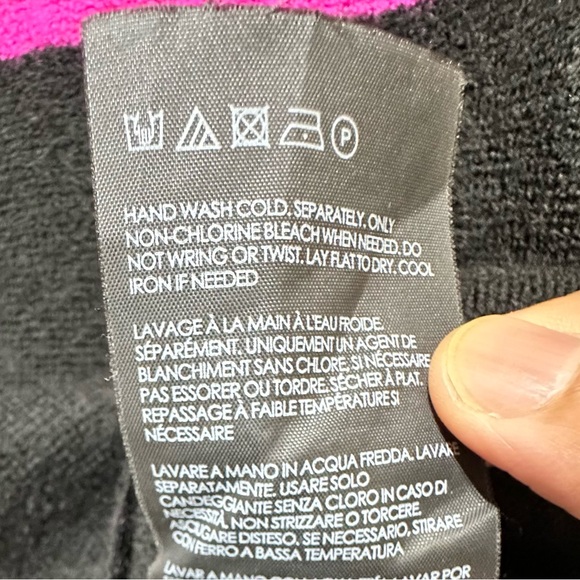 P
HAND WASH COLD. SEPARATELY. ONLY
NON-CHLORINE BLEACH WHEN NEEDED. DO
NOT WRING OR TWIST. LAY FLAT TO DRY. COOL
IRON IF NEEDED
LAVAGE À LA MAIN À L'EAU FROIDE.
SÉPARÉMENT. UNIQUEMENT UN AGENT DE
BLANCHIMENT SANS CHLORE, SI NÉCESSAIRE
PAS ESSORER OU TORDRE. SÉCHER À PLAT.
REPASSAGE À FAIBLE TEMPÉRATURE SI
NÉCESSAIRE
LAVARE A MANO IN ACQUA FREDDA. LAVARE
SEPARATAMENTE. USARE SOLO
CANDEGGIANTE SENZA CLORO IN CASO DI
NECESSITÀ. NON STRIZZARE O TORCERE.
ASCIUGARE DISTESO. SE NECESSARIO, STIRARE
CON FERRO A BASSA TEMPERATURA
LAVAR A
LAVAR POR